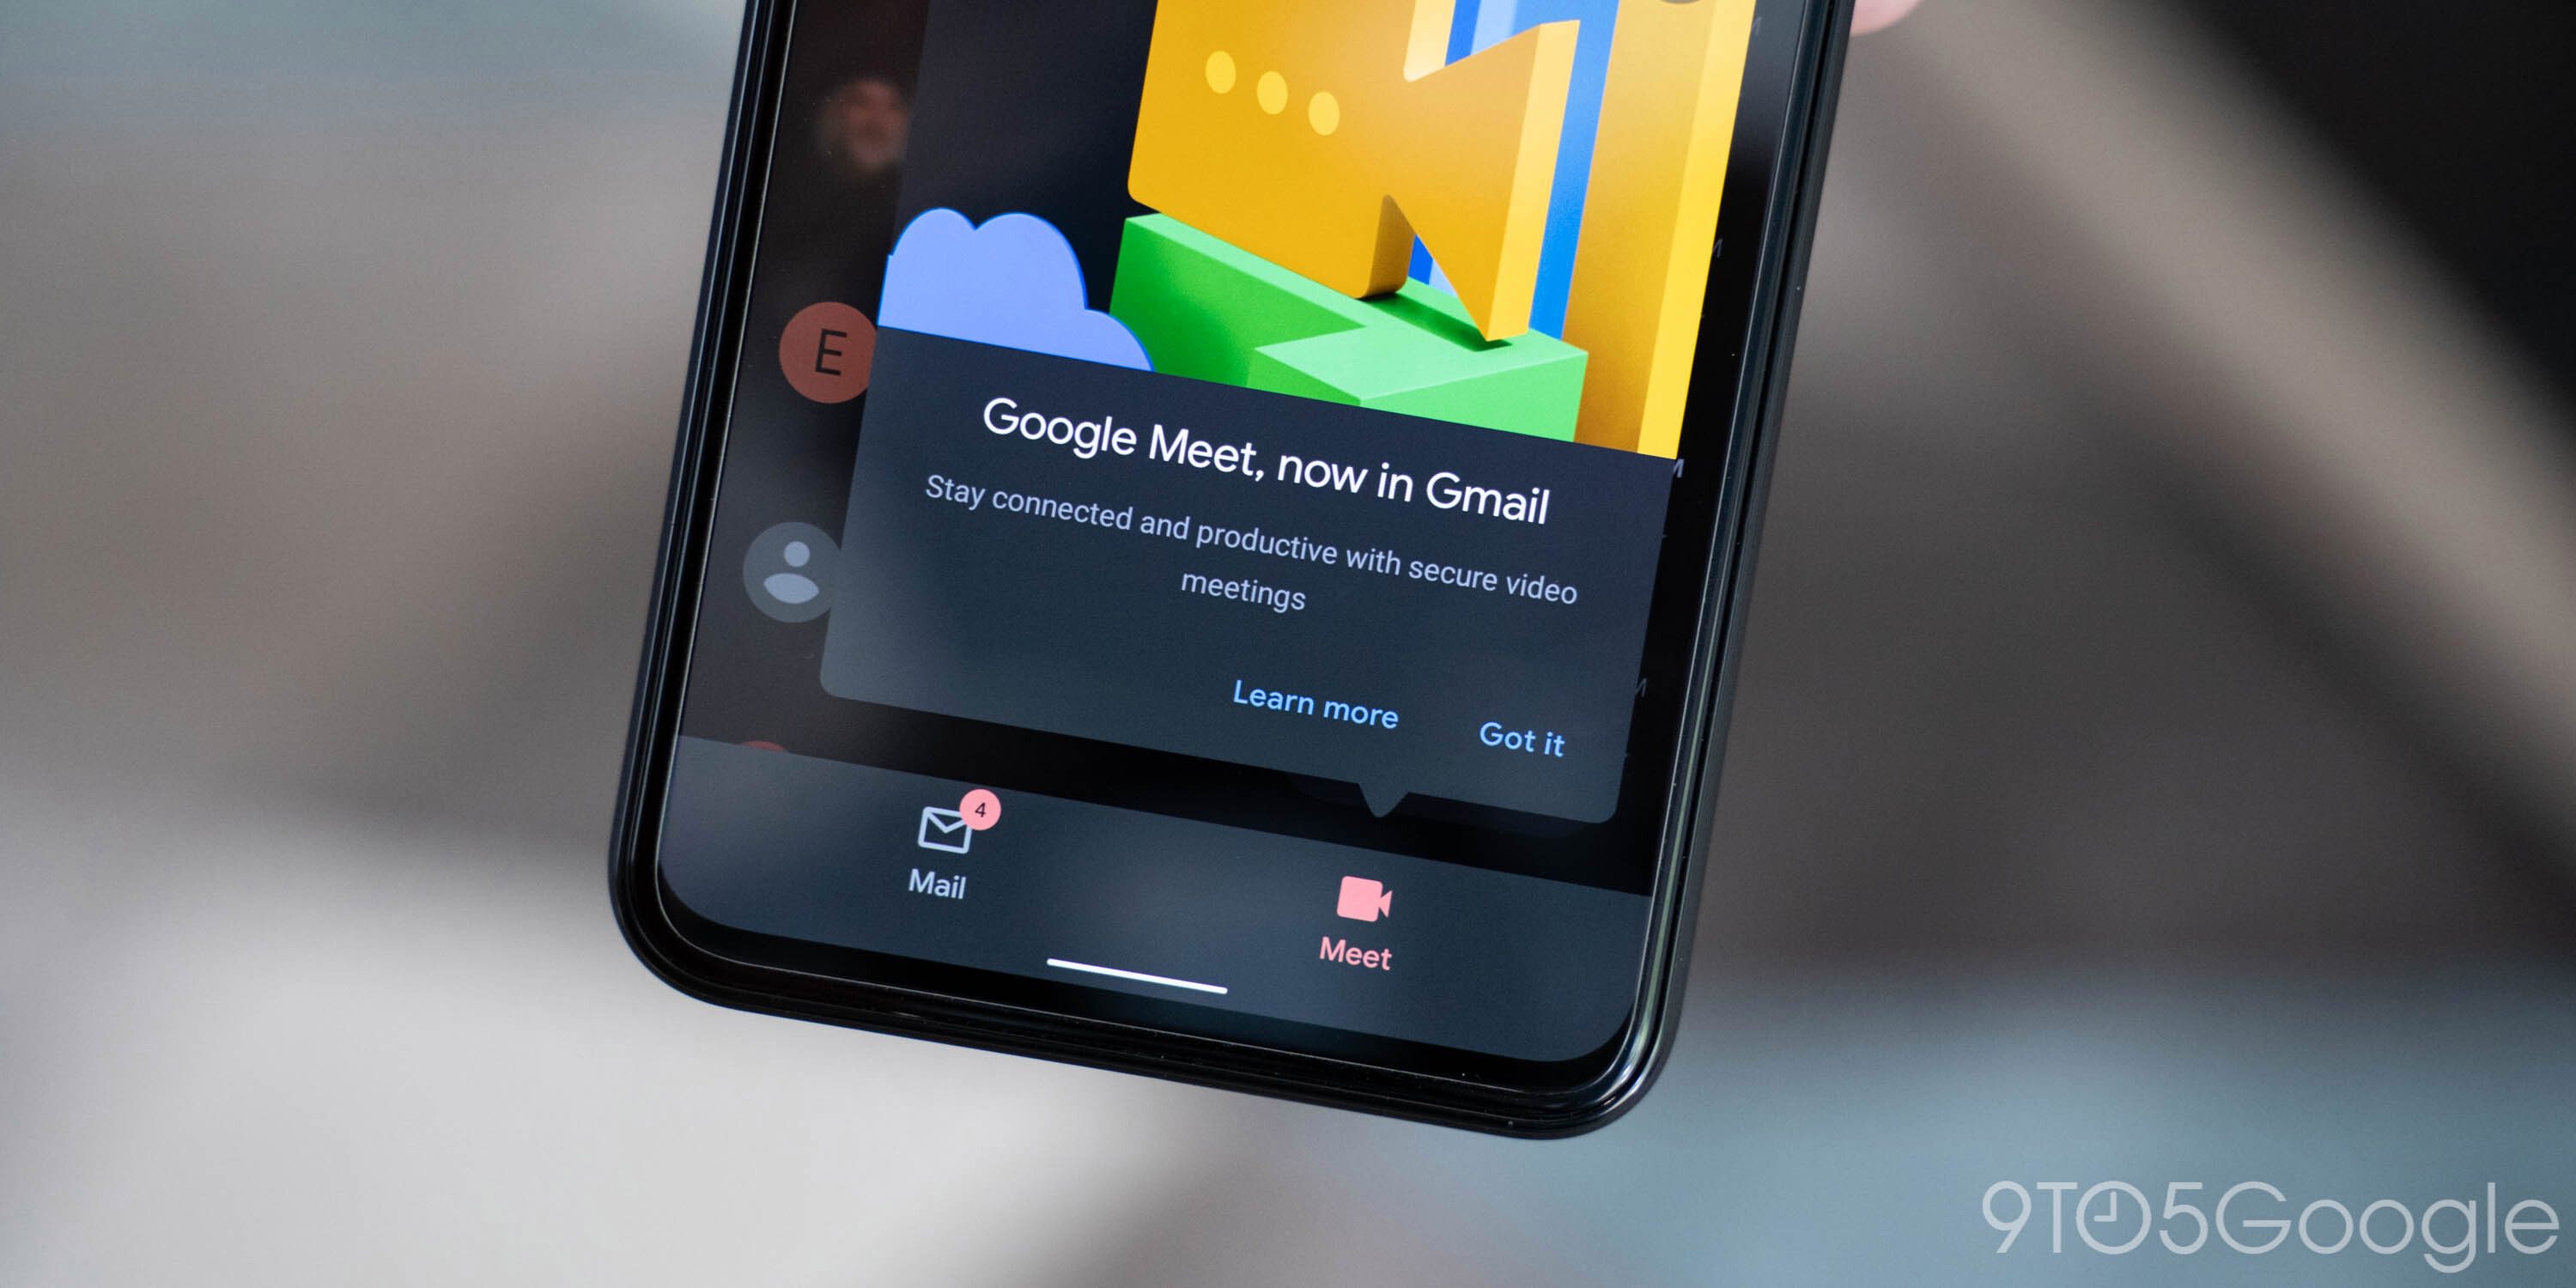 E
Google Meet, now in Gmail
Stay connected and productive with secure video
meetings
Learn more
Got it
4
Mail
Meet
9TO5Google